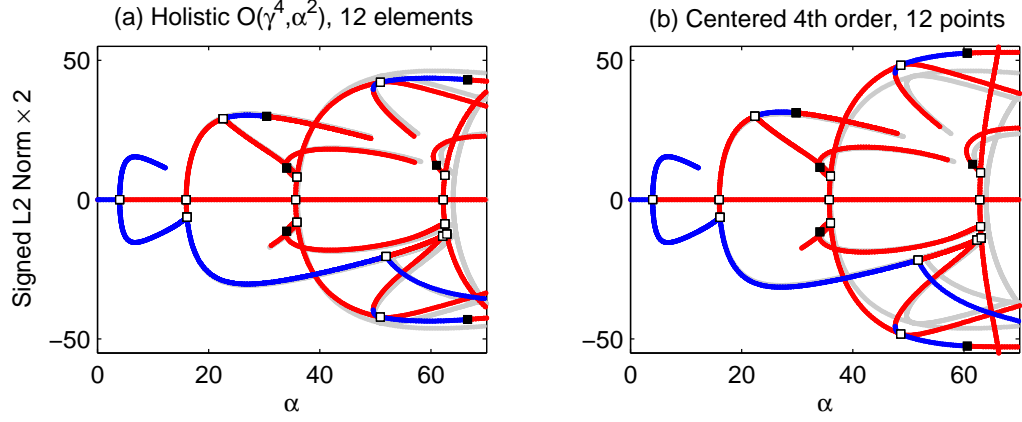 (a) Holistic O(γ⁴,α²), 12 elements
(b) Centered 4th order, 12 points
Signed L2 Norm × 2
50
0
−50
0 20 40 60
α
50
0
−50
0 20 40 60
α